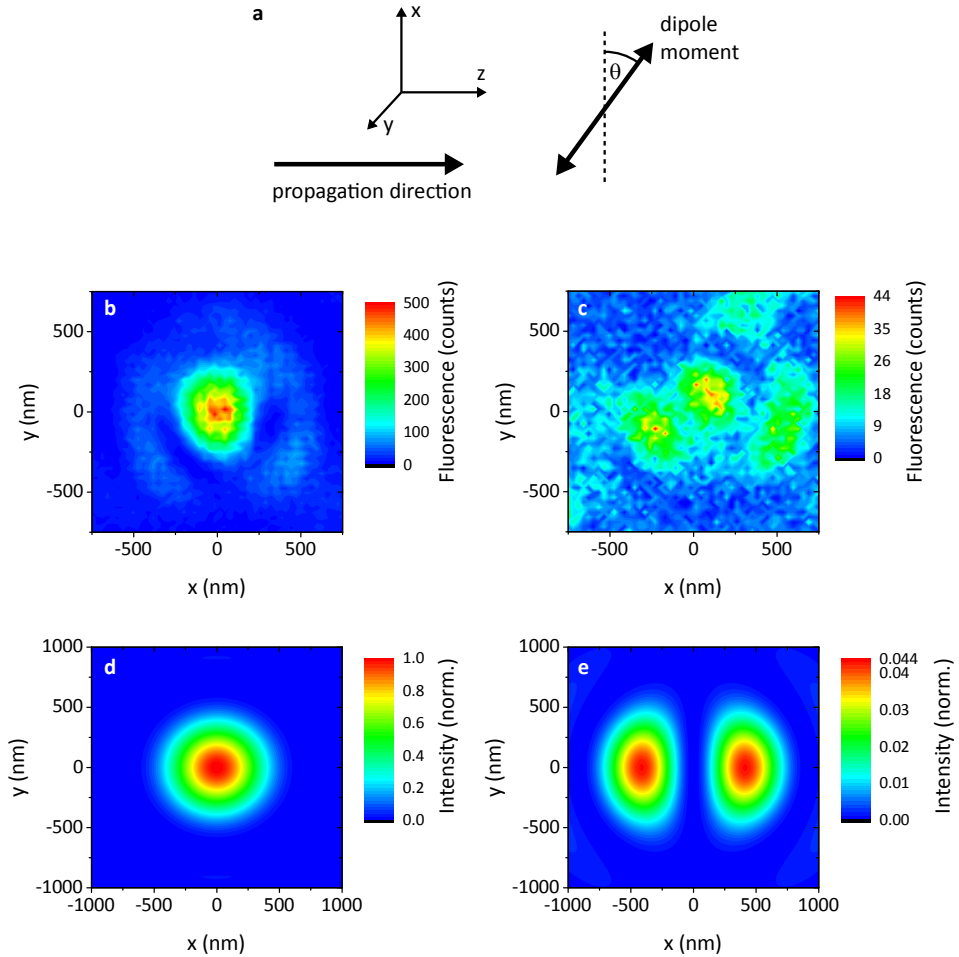 a
x
z
y
propagation direction
dipole
moment
θ
b
500
0
-500
-500
0
500
y (nm)
x (nm)
500
400
300
200
100
0
Fluorescence (counts)
c
500
0
-500
-500
0
500
y (nm)
x (nm)
44
35
26
18
9
0
Fluorescence (counts)
d
1000
500
0
-500
-1000
-1000
-500
0
500
1000
y (nm)
x (nm)
1.0
0.8
0.6
0.4
0.2
0.0
Intensity (norm.)
e
1000
500
0
-500
-1000
-1000
-500
0
500
1000
y (nm)
x (nm)
0.044
0.04
0.03
0.02
0.01
0.00
Intensity (norm.)